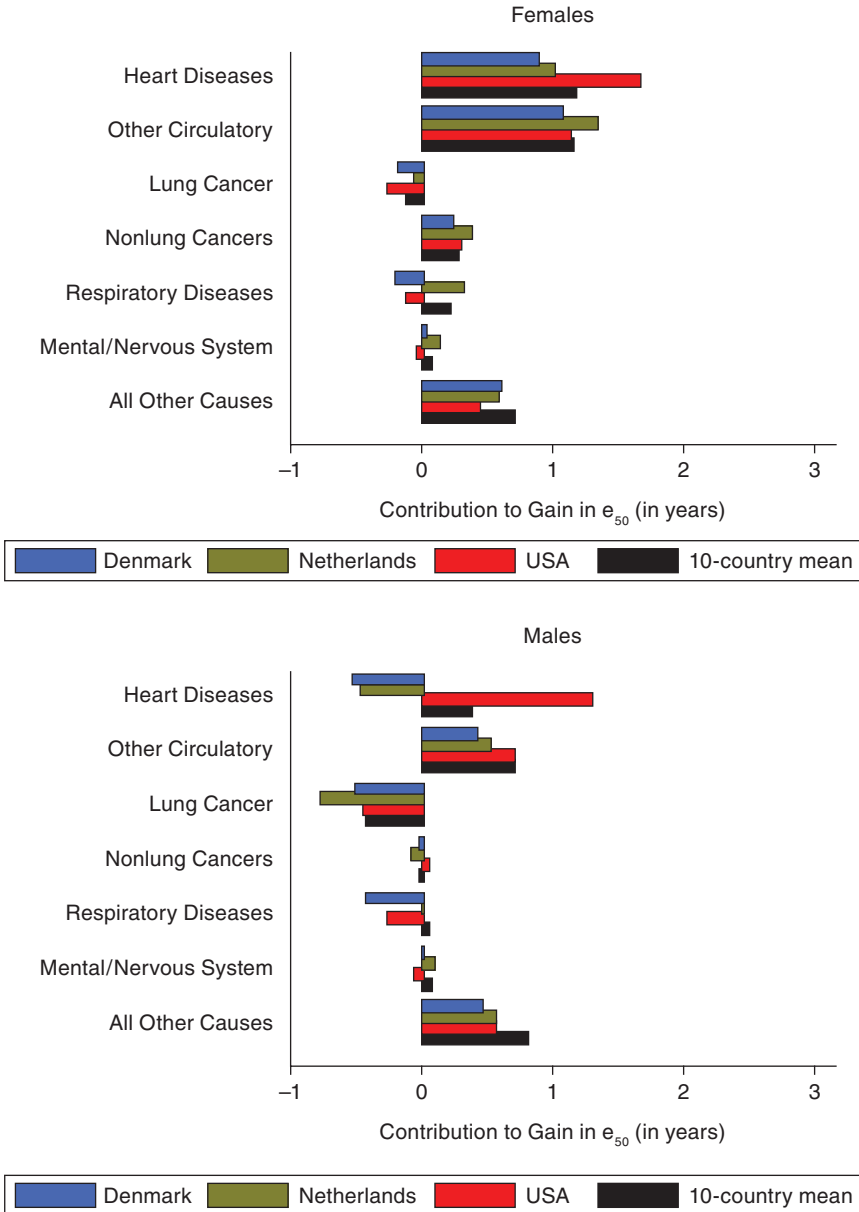 Females
Heart Diseases
Other Circulatory
Lung Cancer
Nonlung Cancers
Respiratory Diseases
Mental/Nervous System
All Other Causes
–1 0 1 2 3
Contribution to Gain in e50 (in years)
Denmark Netherlands USA 10-country mean
Males
Heart Diseases
Other Circulatory
Lung Cancer
Nonlung Cancers
Respiratory Diseases
Mental/Nervous System
All Other Causes
–1 0 1 2 3
Contribution to Gain in e50 (in years)
Denmark Netherlands USA 10-country mean